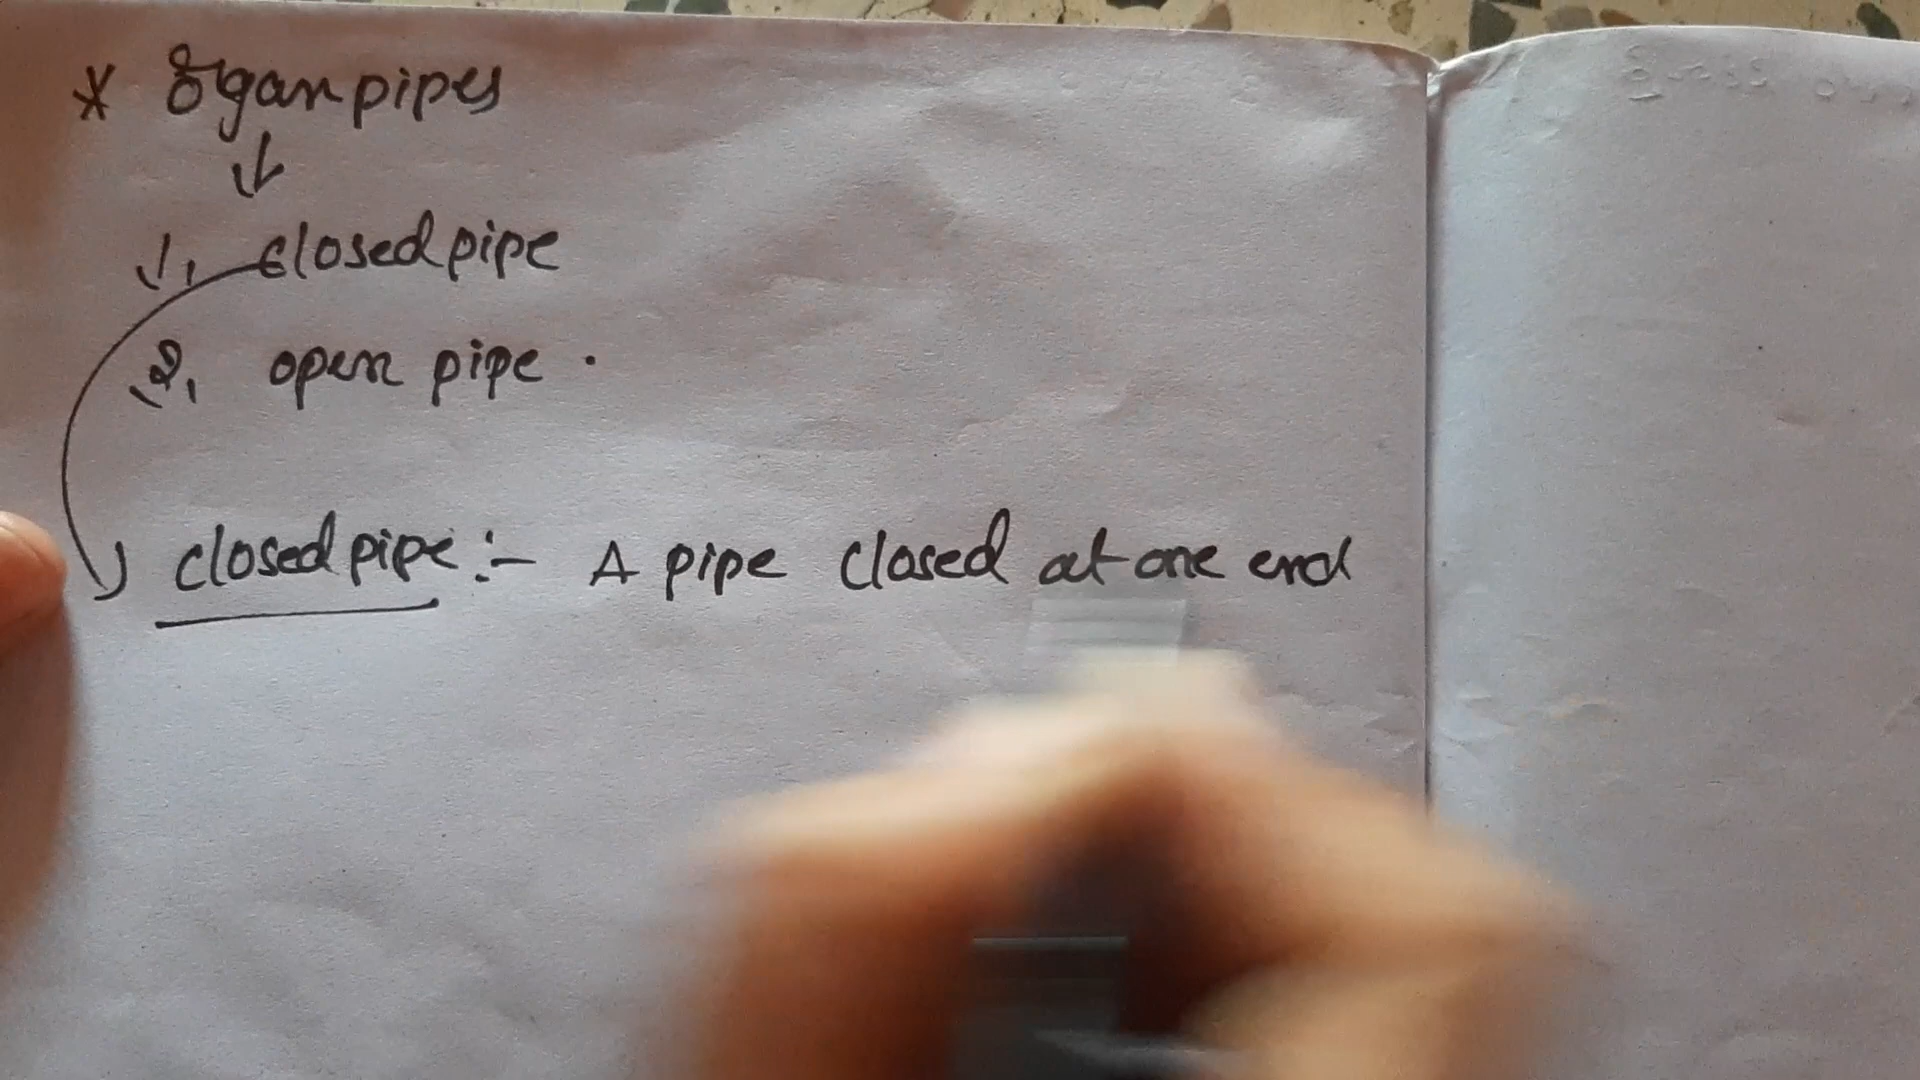 * Organ pipes
1, closed pipe
2, open pipe .
closed pipe :- A pipe closed at one end